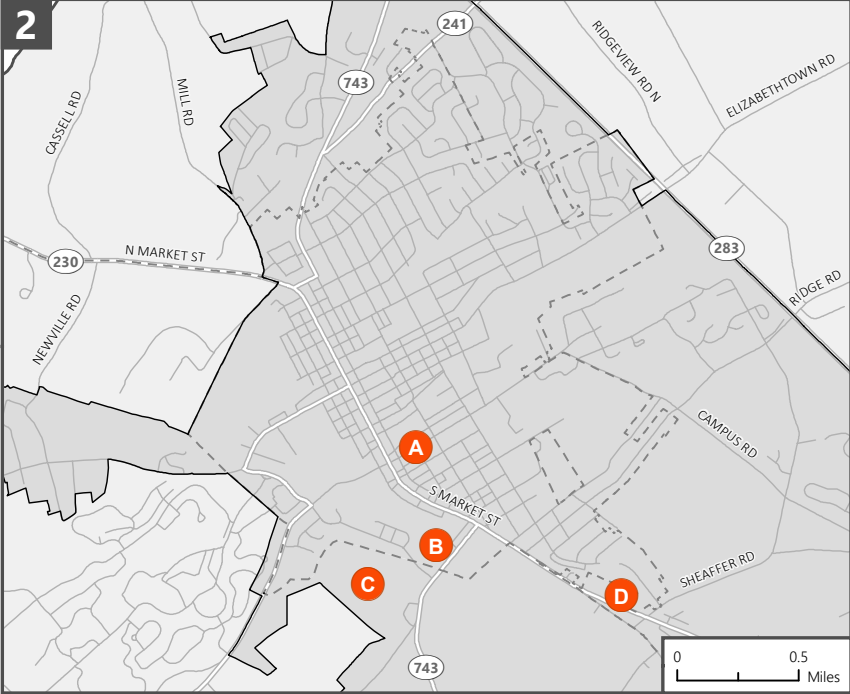 2
241
743
RIDGEVIEW RD N
ELIZABETHTOWN RD
CASSELL RD
MILL RD
N MARKET ST
230
283
RIDGE RD
NEWVILLE RD
CAMPUS RD
A
S MARKET ST
B
SHEAFFER RD
C
D
743
0 0.5
Miles